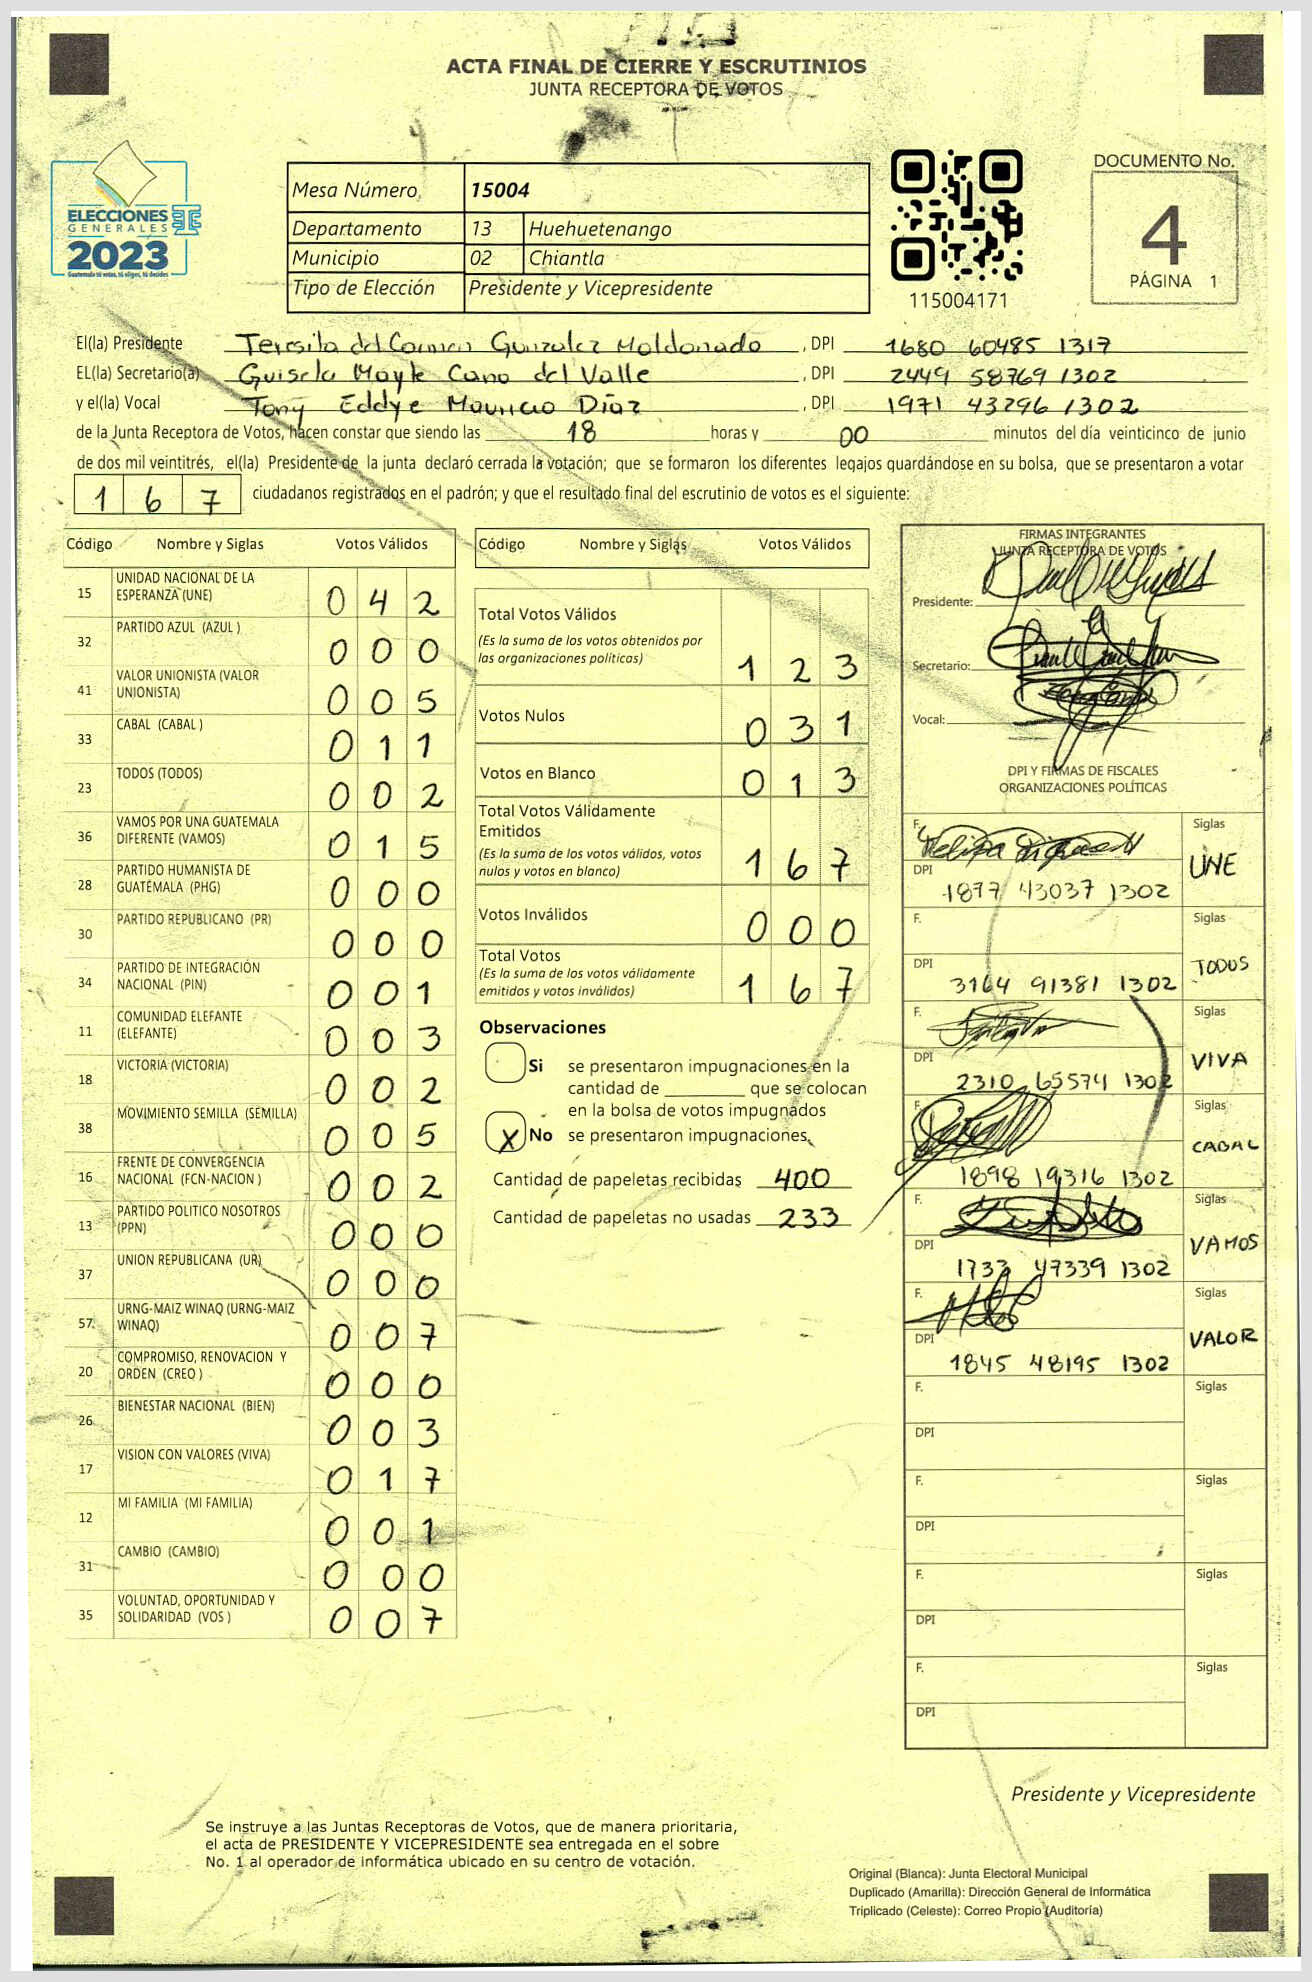 ACTA FINAL DE CIERRE Y ESCRUTINIOS
JUNTA RECEPTORA DE VOTOS
ELECCIONES
GENERALES
2023
Guatemala tú votas, tú eliges, tú decides
Mesa Número 15004
Departamento 13 Huehuetenango
Municipio 02 Chiantla
Tipo de Elección Presidente y Vicepresidente
115004171
DOCUMENTO No.
4
PÁGINA 1
El(la) Presidente Teresita del Carmen Gonzalez Maldonado, DPI 1680 60485 1317
EL(la) Secretario(a) Guisela Mayte Cano del Valle, DPI 2449 58769 1302
y el(la) Vocal Tony Eddye Mauricio Díaz, DPI 1971 43296 1302
de la Junta Receptora de Votos, hacen constar que siendo las 18 horas y 00 minutos del día veinticinco de junio
de dos mil veintitrés, el(la) Presidente de la junta declaró cerrada la votación; que se formaron los diferentes legajos guardándose en su bolsa, que se presentaron a votar
1 6 7 ciudadanos registrados en el padrón; y que el resultado final del escrutinio de votos es el siguiente:
Código Nombre y Siglas Votos Válidos
15 UNIDAD NACIONAL DE LA ESPERANZA (UNE) 0 4 2
32 PARTIDO AZUL (AZUL ) 0 0 0
41 VALOR UNIONISTA (VALOR UNIONISTA) 0 0 5
33 CABAL (CABAL ) 0 1 1
23 TODOS (TODOS) 0 0 2
36 VAMOS POR UNA GUATEMALA DIFERENTE (VAMOS) 0 1 5
28 PARTIDO HUMANISTA DE GUATEMALA (PHG) 0 0 0
30 PARTIDO REPUBLICANO (PR) 0 0 0
34 PARTIDO DE INTEGRACIÓN NACIONAL (PIN) 0 0 1
11 COMUNIDAD ELEFANTE (ELEFANTE) 0 0 3
18 VICTORIA (VICTORIA) 0 0 2
38 MOVIMIENTO SEMILLA (SEMILLA) 0 0 5
16 FRENTE DE CONVERGENCIA NACIONAL (FCN-NACION ) 0 0 2
13 PARTIDO POLITICO NOSOTROS (PPN) 0 0 0
37 UNION REPUBLICANA (UR) 0 0 0
57 URNG-MAIZ WINAQ (URNG-MAIZ WINAQ) 0 0 7
20 COMPROMISO, RENOVACION Y ORDEN (CREO ) 0 0 0
26 BIENESTAR NACIONAL (BIEN) 0 0 3
17 VISION CON VALORES (VIVA) 0 1 7
12 MI FAMILIA (MI FAMILIA) 0 0 1
31 CAMBIO (CAMBIO) 0 0 0
35 VOLUNTAD, OPORTUNIDAD Y SOLIDARIDAD (VOS ) 0 0 7
Código Nombre y Siglas Votos Válidos
Total Votos Válidos
(Es la suma de los votos obtenidos por
las organizaciones políticas) 1 2 3
Votos Nulos 0 3 1
Votos en Blanco 0 1 3
Total Votos Válidamente
Emitidos
(Es la suma de los votos válidos, votos
nulos y votos en blanco) 1 6 7
Votos Inválidos 0 0 0
Total Votos
(Es la suma de los votos válidamente
emitidos y votos inválidos) 1 6 7
Observaciones
Si se presentaron impugnaciones en la
cantidad de ________ que se colocan
en la bolsa de votos impugnados
X No se presentaron impugnaciones
Cantidad de papeletas recibidas 400
Cantidad de papeletas no usadas 233
FIRMAS INTEGRANTES
JUNTA RECEPTORA DE VOTOS
Presidente:
Secretario:
Vocal:
DPI Y FIRMAS DE FISCALES
ORGANIZACIONES POLÍTICAS
F. Siglas
UNE
DPI 1877 43037 1302
F. Siglas
TODOS
DPI 3164 91381 1302
F. Siglas
VIVA
DPI 2310 65574 1302
F. Siglas
CABAL
1898 19316 1302
F. Siglas
VAMOS
DPI 1733 47339 1302
F. Siglas
VALOR
DPI 1845 48195 1302
F. Siglas
DPI
F. Siglas
DPI
F. Siglas
DPI
F. Siglas
DPI
Presidente y Vicepresidente
Se instruye a las Juntas Receptoras de Votos, que de manera prioritaria,
el acta de PRESIDENTE Y VICEPRESIDENTE sea entregada en el sobre
No. 1 al operador de informática ubicado en su centro de votación.
Original (Blanca): Junta Electoral Municipal
Duplicado (Amarilla): Dirección General de Informática
Triplicado (Celeste): Correo Propio (Auditoría)